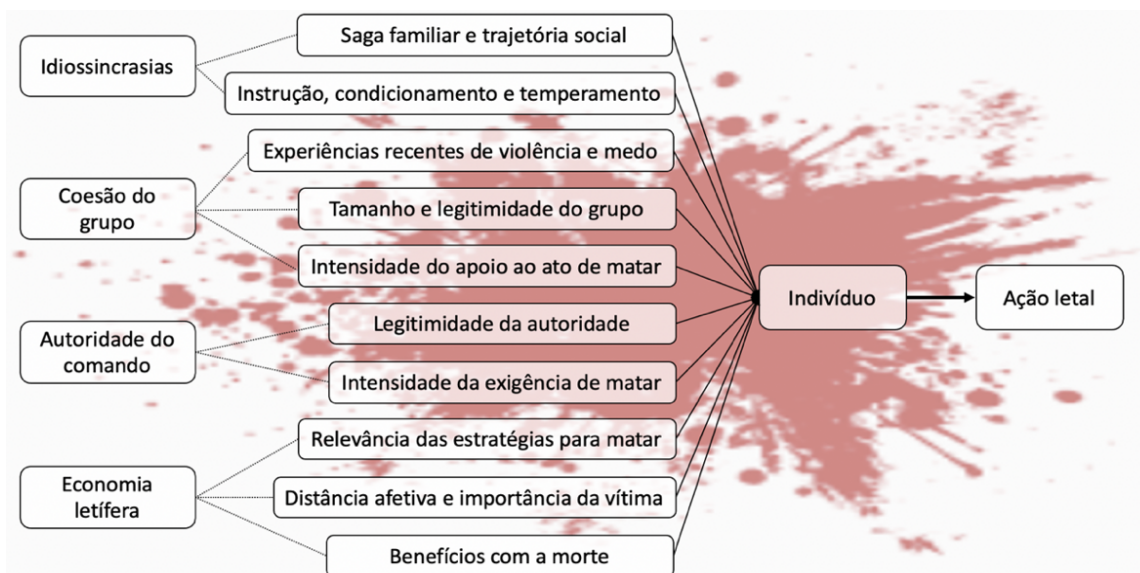 Idiossincrasias
Saga familiar e trajetória social
Instrução, condicionamento e temperamento
Coesão do
grupo
Experiências recentes de violência e medo
Tamanho e legitimidade do grupo
Intensidade do apoio ao ato de matar
Autoridade do
comando
Legitimidade da autoridade
Intensidade da exigência de matar
Economia
letífera
Relevância das estratégias para matar
Distância afetiva e importância da vítima
Benefícios com a morte
Indivíduo
Ação letal